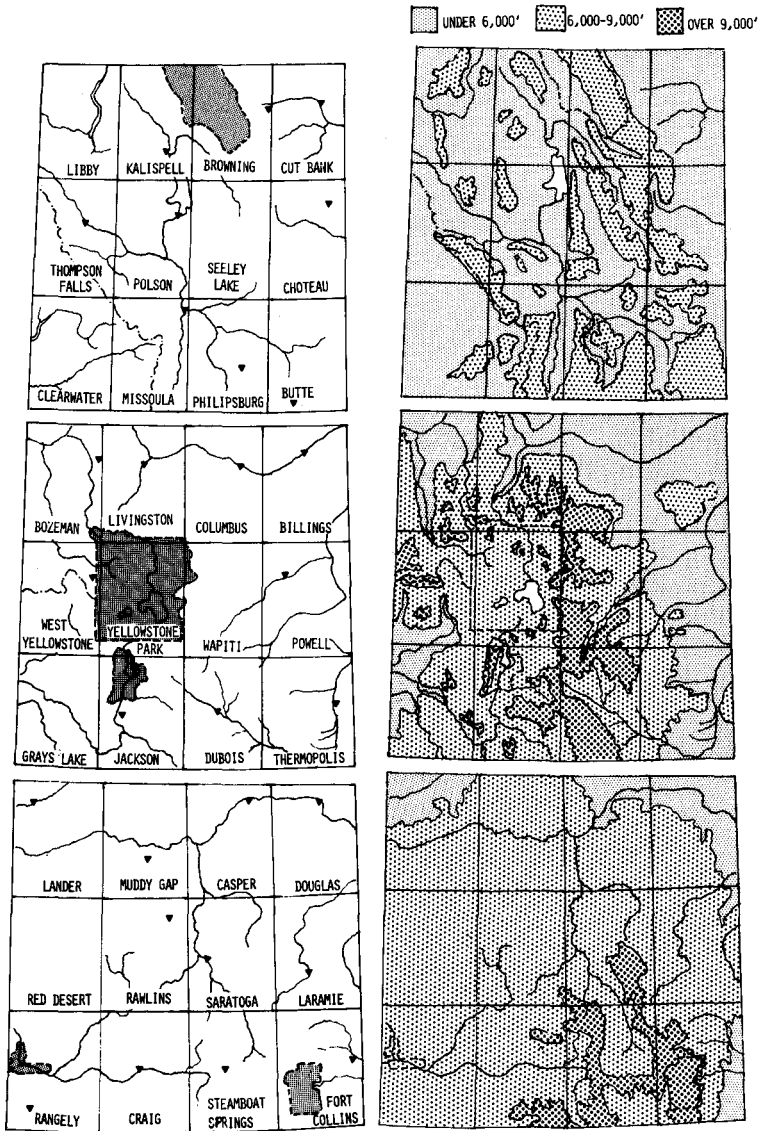 UNDER 6,000' 6,000-9,000' OVER 9,000'
LIBBY KALISPELL BROWNING CUT BANK
THOMPSON FALLS POLSON SEELEY LAKE CHOTEAU
CLEARWATER MISSOULA PHILIPSBURG BUTTE
BOZEMAN LIVINGSTON COLUMBUS BILLINGS
WEST YELLOWSTONE YELLOWSTONE PARK WAPITI POWELL
GRAYS LAKE JACKSON DUBOIS THERMOPOLIS
LANDER MUDDY GAP CASPER DOUGLAS
RED DESERT RAWLINS SARATOGA LARAMIE
RANGELY CRAIG STEAMBOAT SPRINGS FORT COLLINS